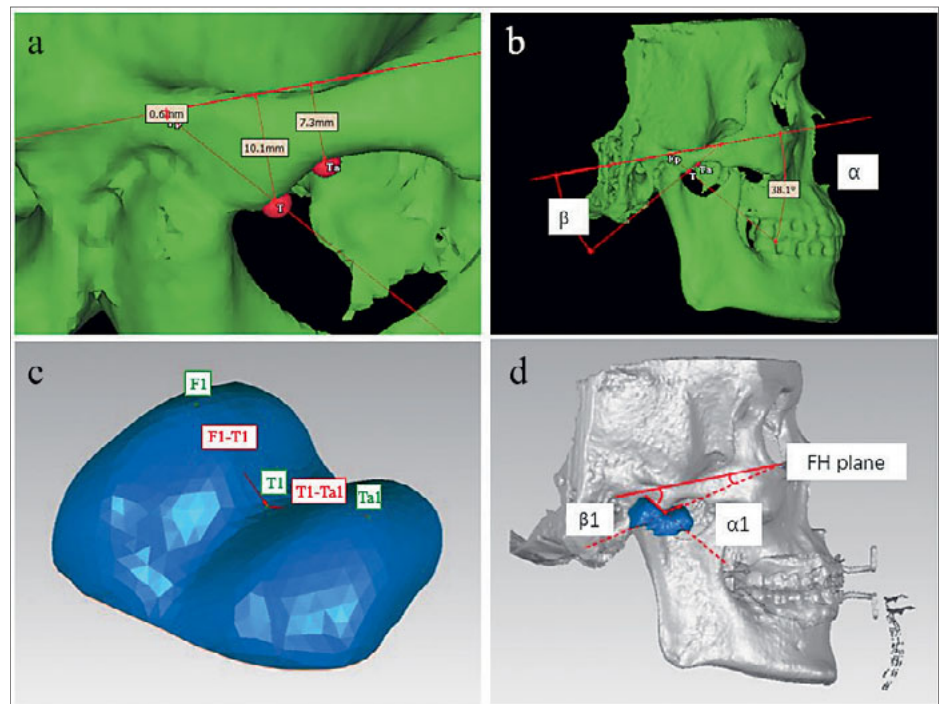 a
0.6mm
7.3mm
10.1mm
Ta
T
b
Ta
T
38.1°
α
β
c
F1
F1-T1
T1
T1-Ta1
Ta1
d
FH plane
β1
α1